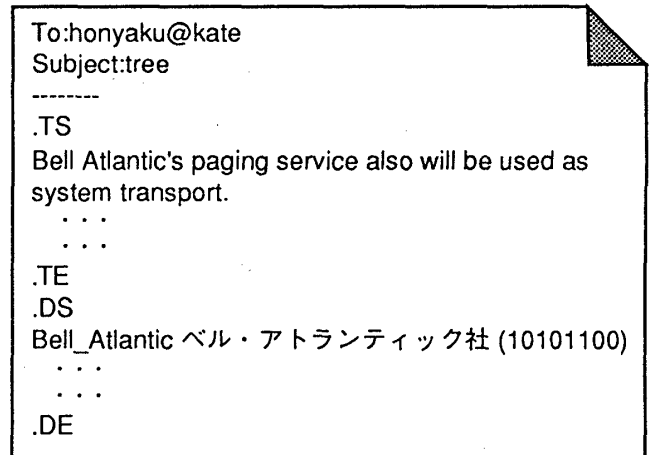 To:honyaku@kate
Subject:tree
--------
.TS
Bell Atlantic's paging service also will be used as
system transport.
・・・
・・・
.TE
.DS
Bell_Atlantic ベル・アトランティック社 (10101100)
・・・
・・・
.DE